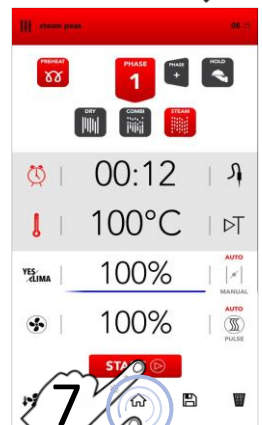 steam peas
PREHEAT
PHASE
1
PHASE
+
HOLD
DRY
COMBI
STEAM
00:12
100°C
YES
CLIMA
100%
AUTO
MANUAL
100%
AUTO
PULSE
START
7